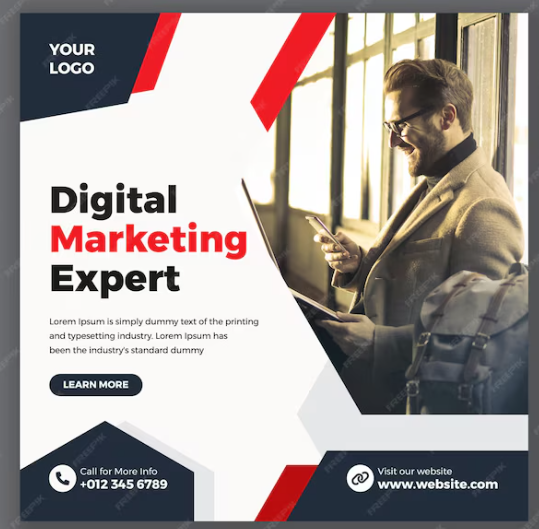 YOUR
LOGO
Digital
Marketing
Expert
Lorem Ipsum is simply dummy text of the printing
and typesetting industry. Lorem Ipsum has
been the industry's standard dummy
LEARN MORE
Call for More Info
+012 345 6789
Visit our website
www.website.com